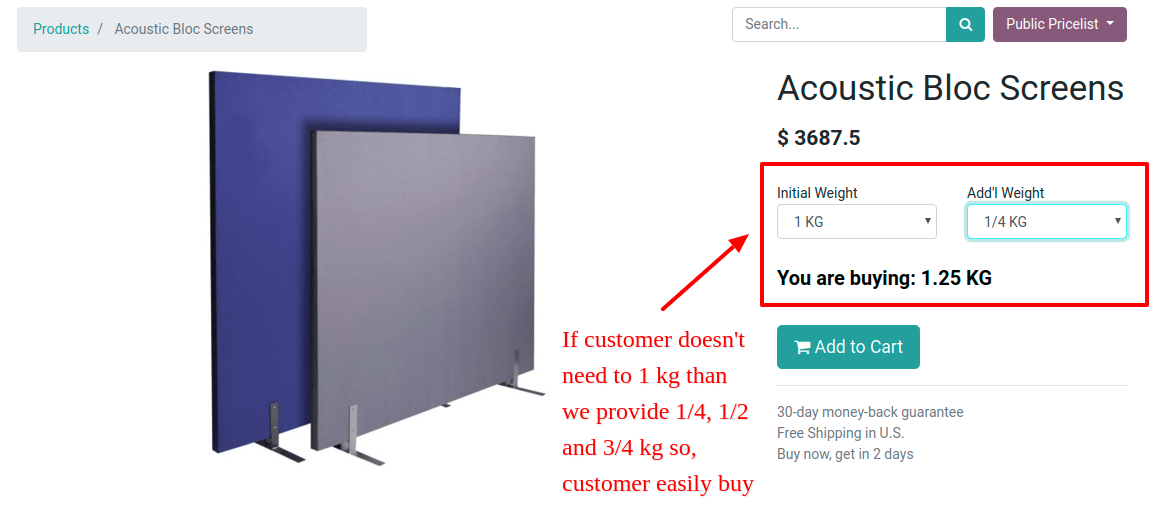 Products / Acoustic Bloc Screens
Search...
Public Pricelist
Acoustic Bloc Screens
$ 3687.5
Initial Weight
Add'l Weight
1 KG
1/4 KG
You are buying: 1.25 KG
If customer doesn't
need to 1 kg than
we provide 1/4, 1/2
and 3/4 kg so,
customer easily buy
Add to Cart
30-day money-back guarantee
Free Shipping in U.S.
Buy now, get in 2 days